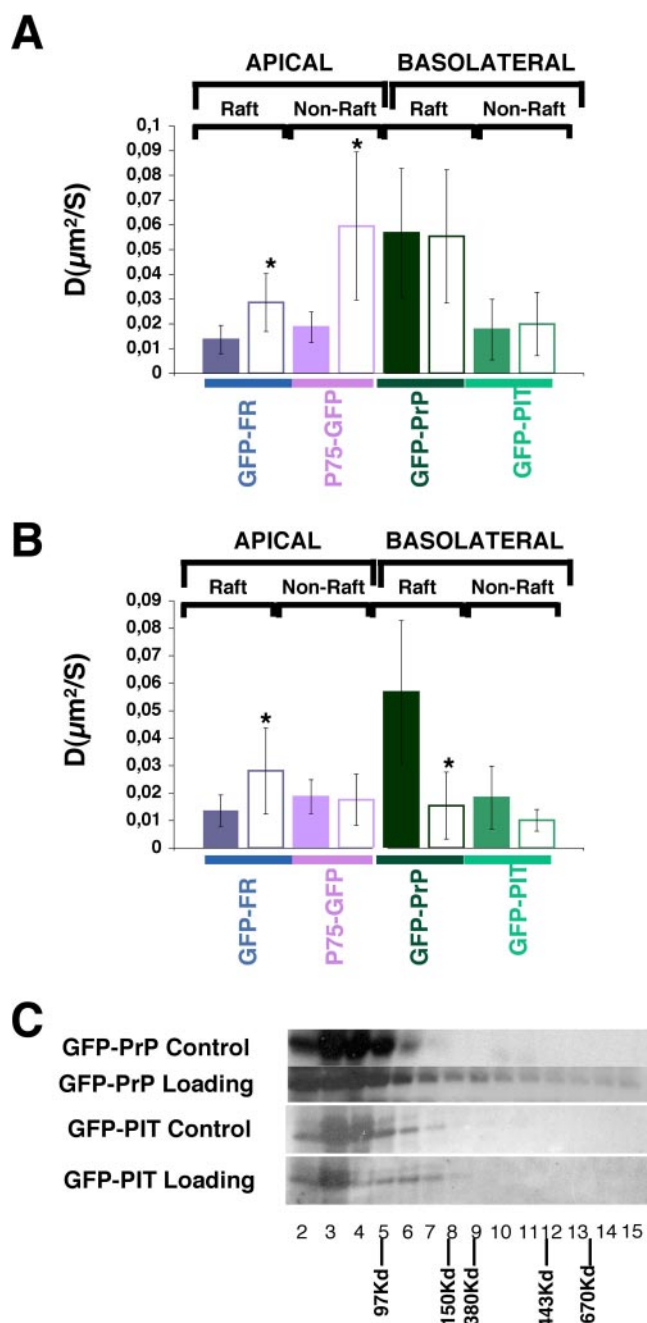 A
APICAL BASOLATERAL
Raft Non-Raft Raft Non-Raft
D(µm²/S)
0,1
0,09
0,08
0,07
0,06
0,05
0,04
0,03
0,02
0,01
0
* *
GFP-FR P75-GFP GFP-PrP GFP-PIT
B
APICAL BASOLATERAL
Raft Non-Raft Raft Non-Raft
D(µm²/S)
0,09
0,08
0,07
0,06
0,05
0,04
0,03
0,02
0,01
0
* *
GFP-FR P75-GFP GFP-PrP GFP-PIT
C
GFP-PrP Control
GFP-PrP Loading
GFP-PIT Control
GFP-PIT Loading
2 3 4 5 6 7 8 9 10 11 12 13 14 15
97Kd 150Kd 380Kd 443Kd 670Kd